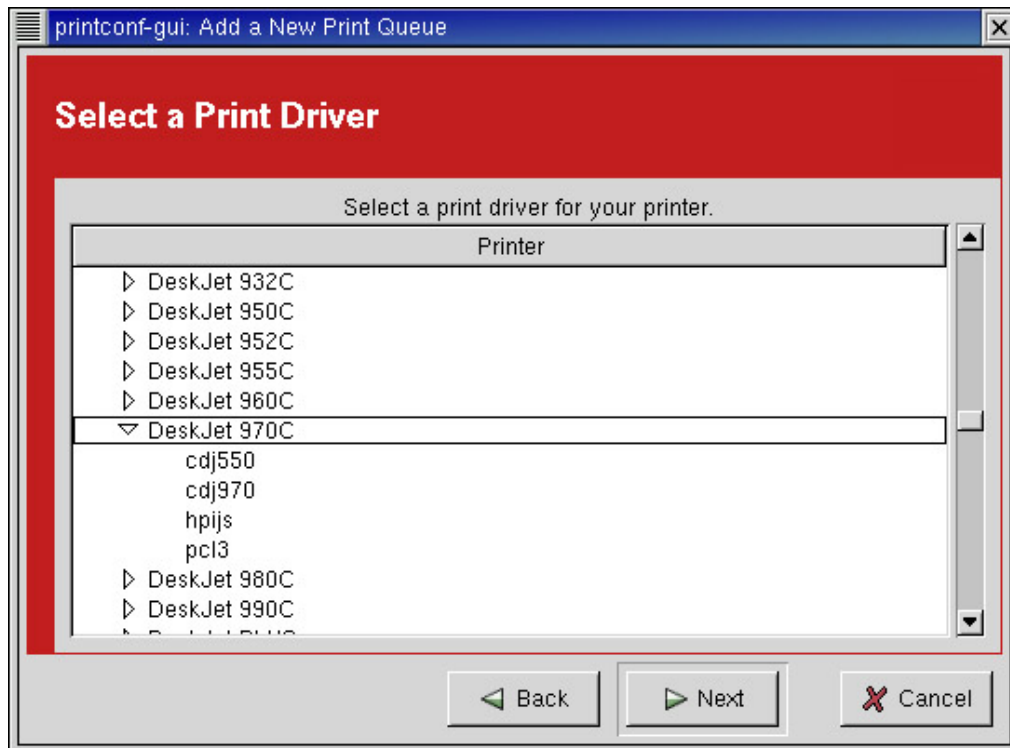 printconf-gui: Add a New Print Queue
Select a Print Driver
Select a print driver for your printer.
Printer
DeskJet 932C
DeskJet 950C
DeskJet 952C
DeskJet 955C
DeskJet 960C
DeskJet 970C
cdj550
cdj970
hpijs
pcl3
DeskJet 980C
DeskJet 990C
Back Next Cancel